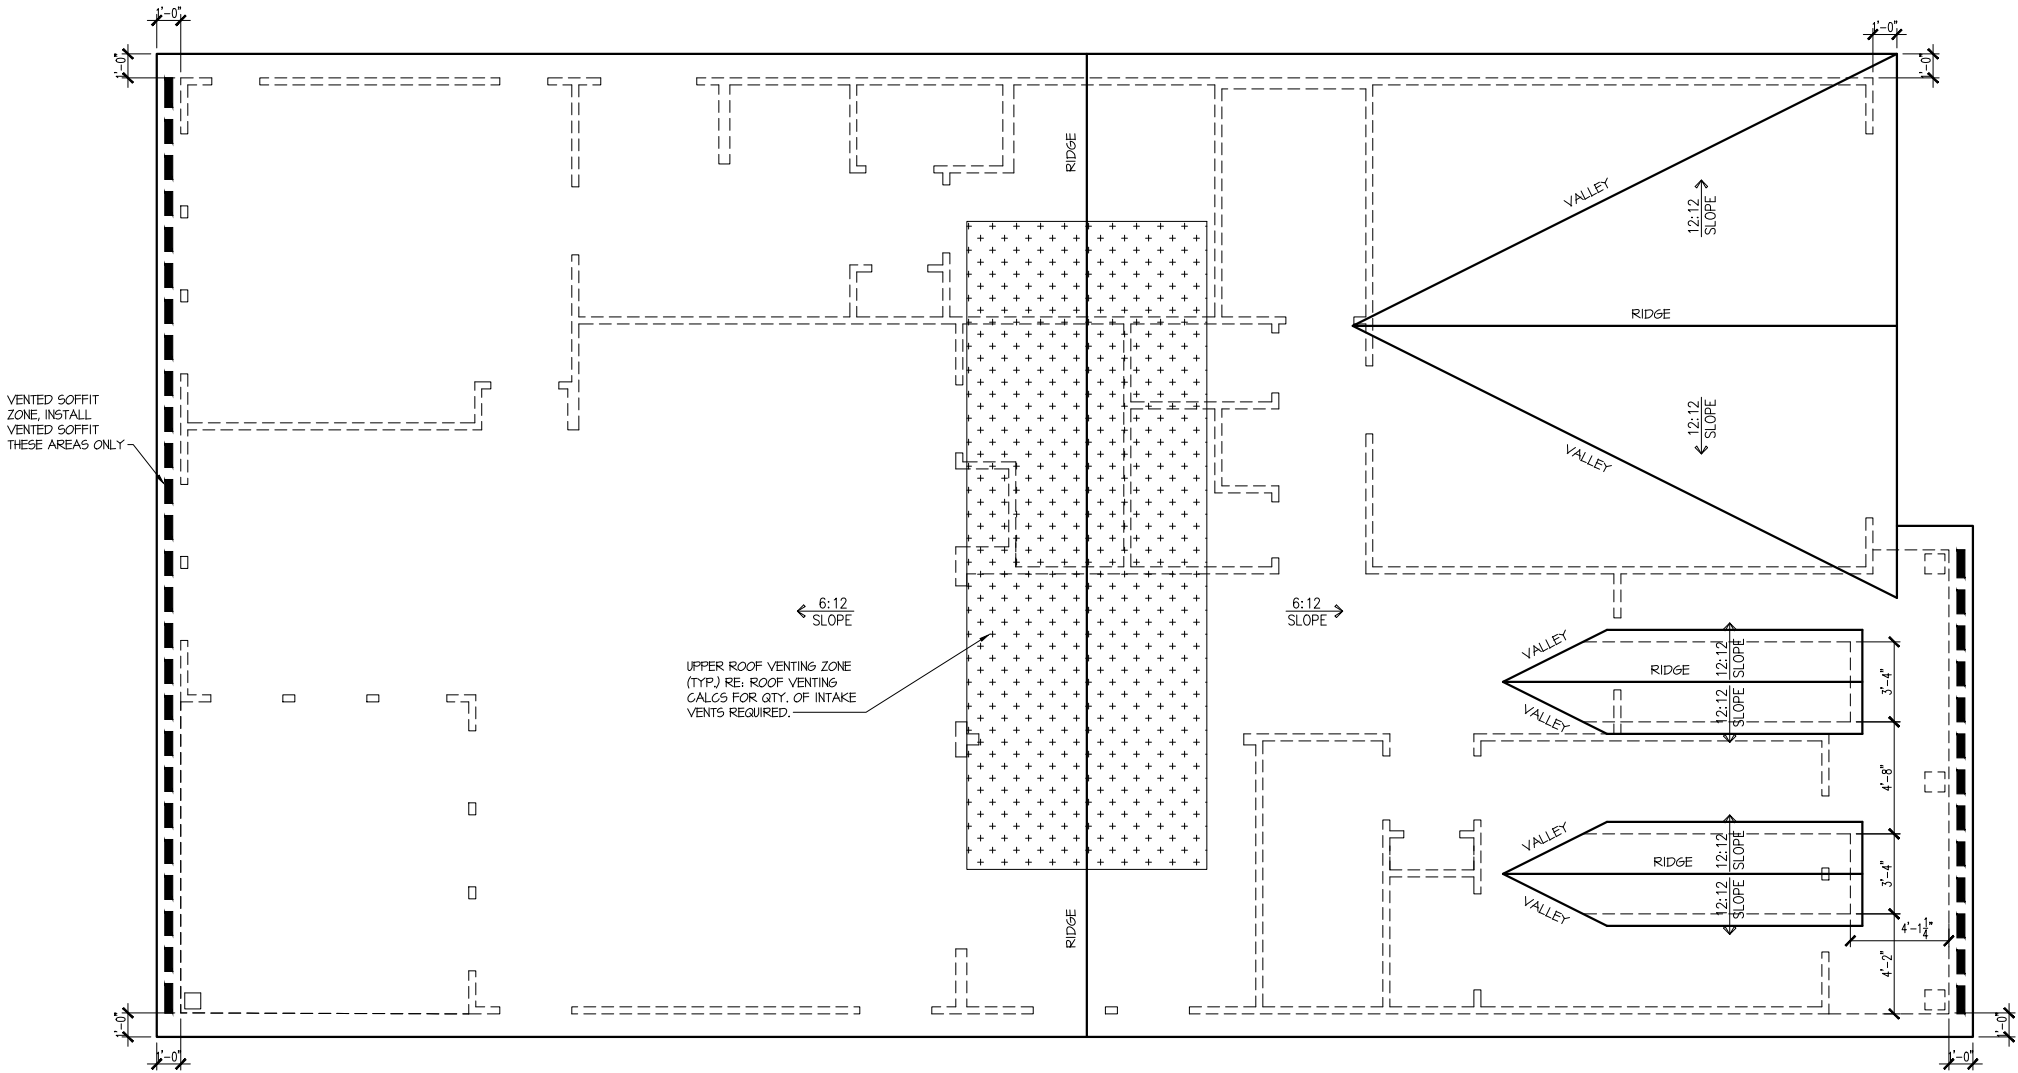 1'-0"
1'-0"
1'-0"
1'-0"
RIDGE
VALLEY
12:12
SLOPE
RIDGE
VENTED SOFFIT
ZONE, INSTALL
VENTED SOFFIT
THESE AREAS ONLY
12:12
SLOPE
VALLEY
6:12
SLOPE
6:12
SLOPE
UPPER ROOF VENTING ZONE
(TYP.) RE: ROOF VENTING
CALCS FOR QTY. OF INTAKE
VENTS REQUIRED.
VALLEY
12:12
SLOPE
RIDGE
3'-4"
12:12
SLOPE
VALLEY
4'-8"
VALLEY
12:12
SLOPE
RIDGE
3'-4"
12:12
SLOPE
VALLEY
RIDGE
4'-1 1/4"
4'-2"
1'-0"
1'-0"
1'-0"
1'-0"